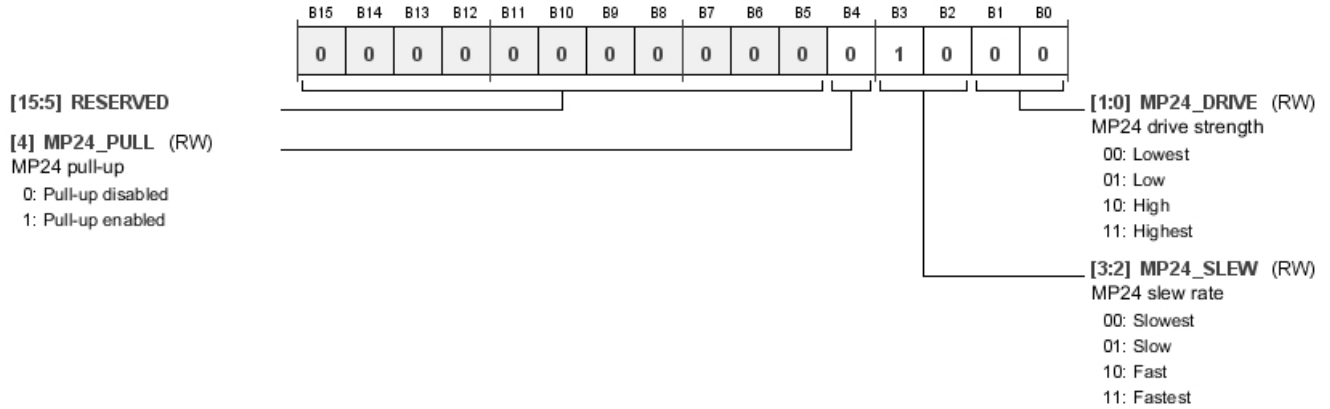 B15 B14 B13 B12 B11 B10 B9 B8 B7 B6 B5 B4 B3 B2 B1 B0
0 0 0 0 0 0 0 0 0 0 0 0 1 0 0 0
[15:5] RESERVED
[4] MP24_PULL (RW)
MP24 pull-up
0: Pull-up disabled
1: Pull-up enabled
[1:0] MP24_DRIVE (RW)
MP24 drive strength
00: Lowest
01: Low
10: High
11: Highest
[3:2] MP24_SLEW (RW)
MP24 slew rate
00: Slowest
01: Slow
10: Fast
11: Fastest